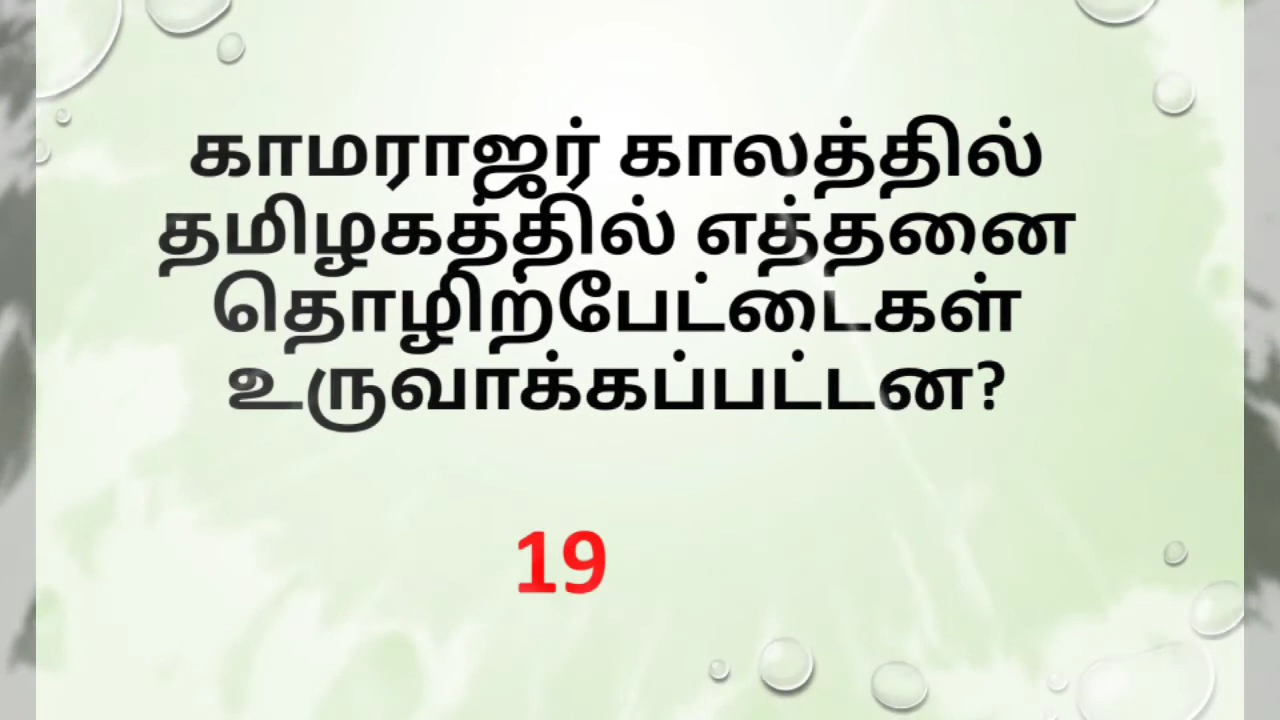 காமராஜர் காலத்தில்
தமிழகத்தில் எத்தனை
தொழிற்பேட்டைகள்
உருவாக்கப்பட்டன?
19